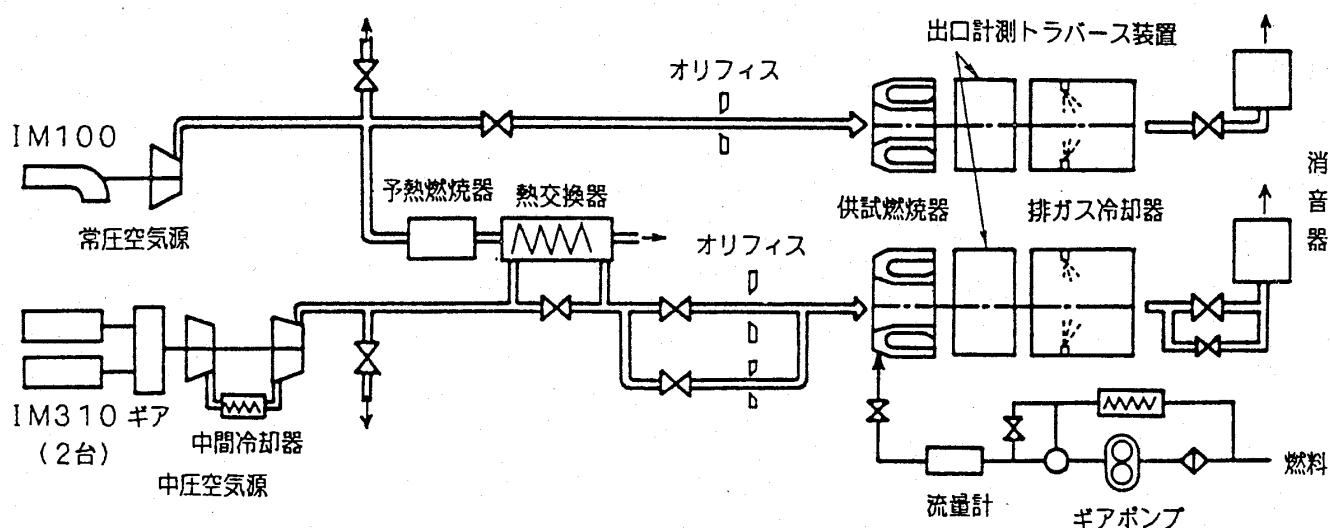 出口計測トラバース装置
オリフィス
IM100
常圧空気源
予熱燃焼器
熱交換器
供試燃焼器
排ガス冷却器
消音器
オリフィス
IM310 ギア
(2台)
中間冷却器
中圧空気源
流量計
ギアポンプ
燃料